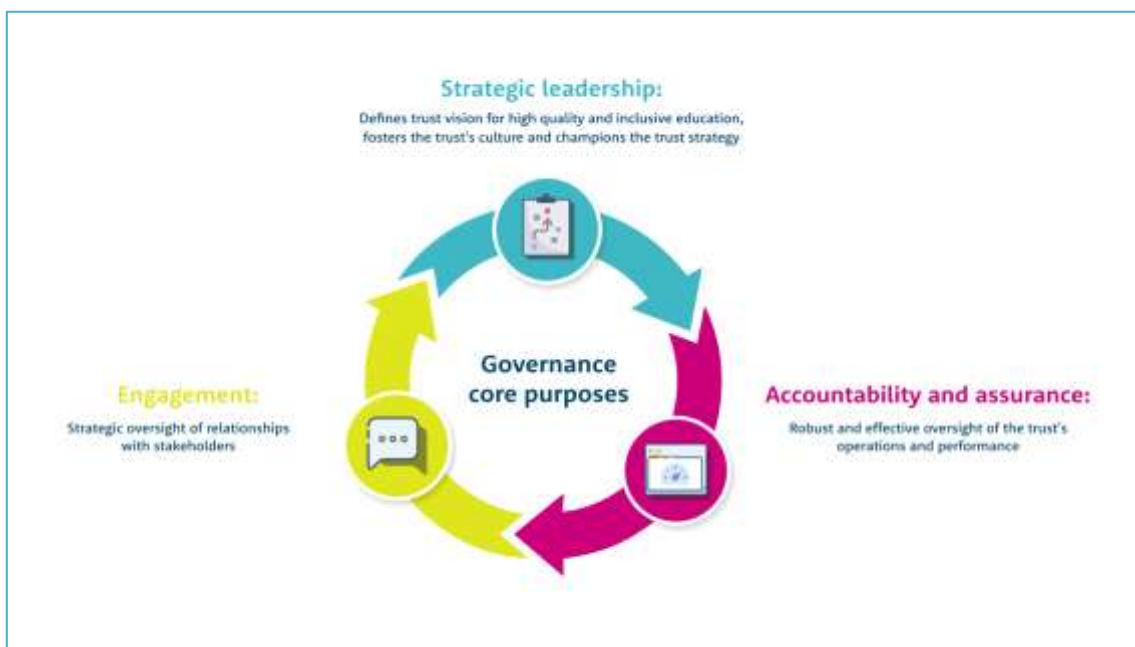 Strategic leadership:
Defines trust vision for high quality and inclusive education,
fosters the trust's culture and champions the trust strategy
Governance
core purposes
Engagement:
Strategic oversight of relationships
with stakeholders
Accountability and assurance:
Robust and effective oversight of the trust's
operations and performance